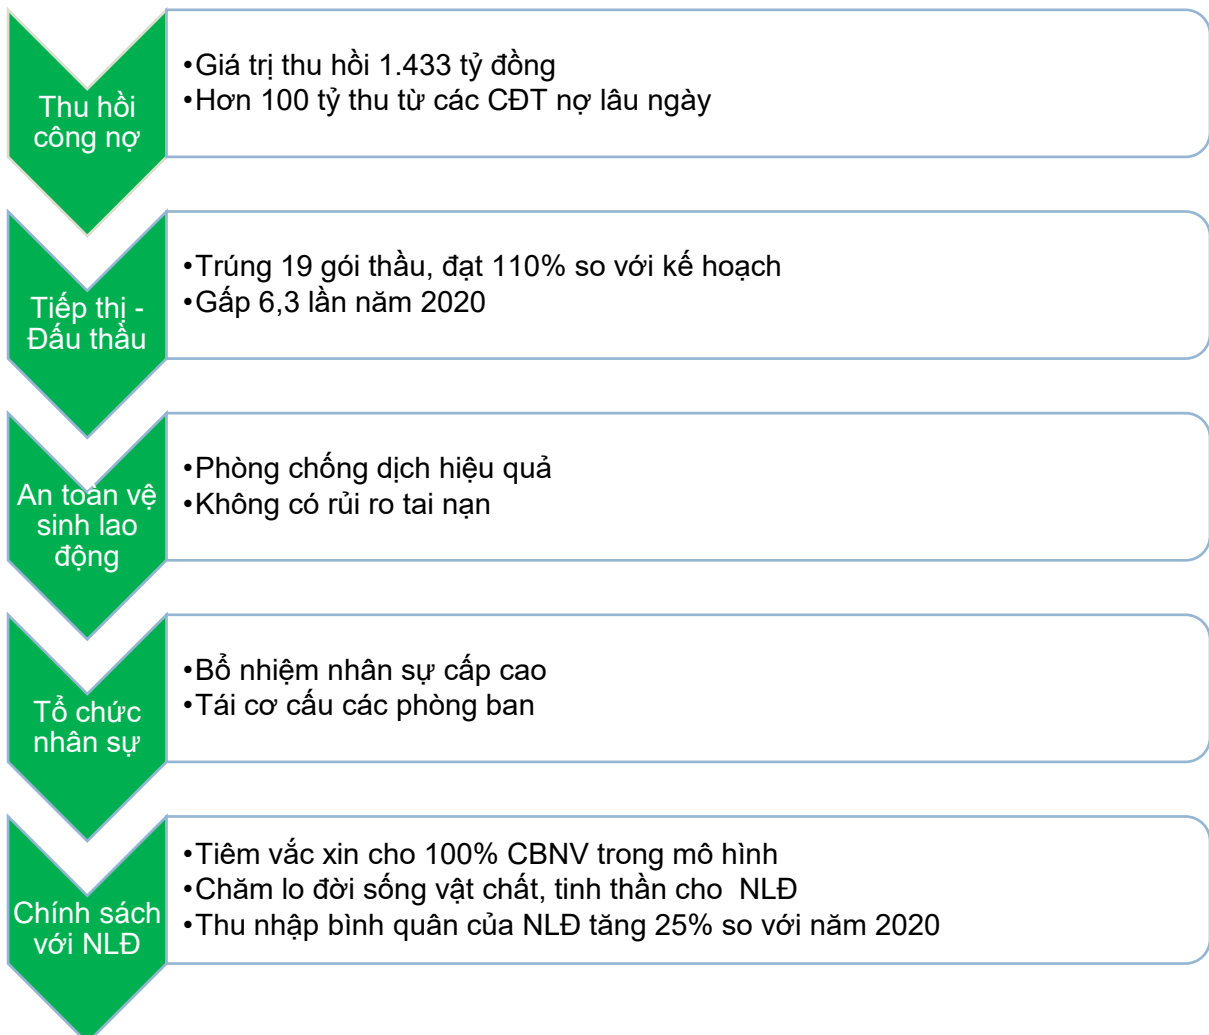 Thu hồi
công nợ
•Giá trị thu hồi 1.433 tỷ đồng
•Hơn 100 tỷ thu từ các CĐT nợ lâu ngày
Tiếp thị -
Đấu thầu
•Trúng 19 gói thầu, đạt 110% so với kế hoạch
•Gấp 6,3 lần năm 2020
An toàn vệ
sinh lao
động
•Phòng chống dịch hiệu quả
•Không có rủi ro tai nạn
Tổ chức
nhân sự
•Bổ nhiệm nhân sự cấp cao
•Tái cơ cấu các phòng ban
Chính sách
với NLĐ
•Tiêm vắc xin cho 100% CBNV trong mô hình
•Chăm lo đời sống vật chất, tinh thần cho NLĐ
•Thu nhập bình quân của NLĐ tăng 25% so với năm 2020